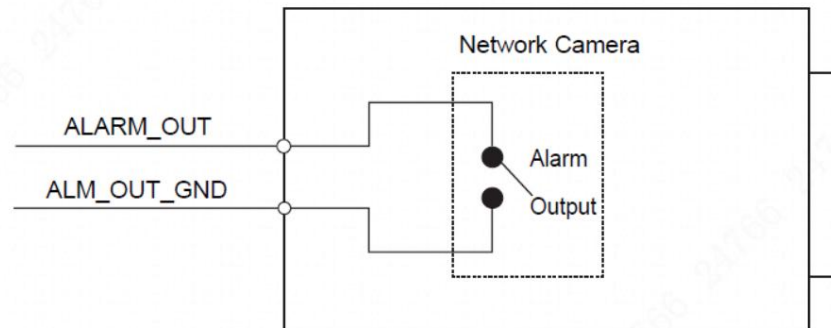 Network Camera
ALARM_OUT
Alarm
ALM_OUT_GND
Output